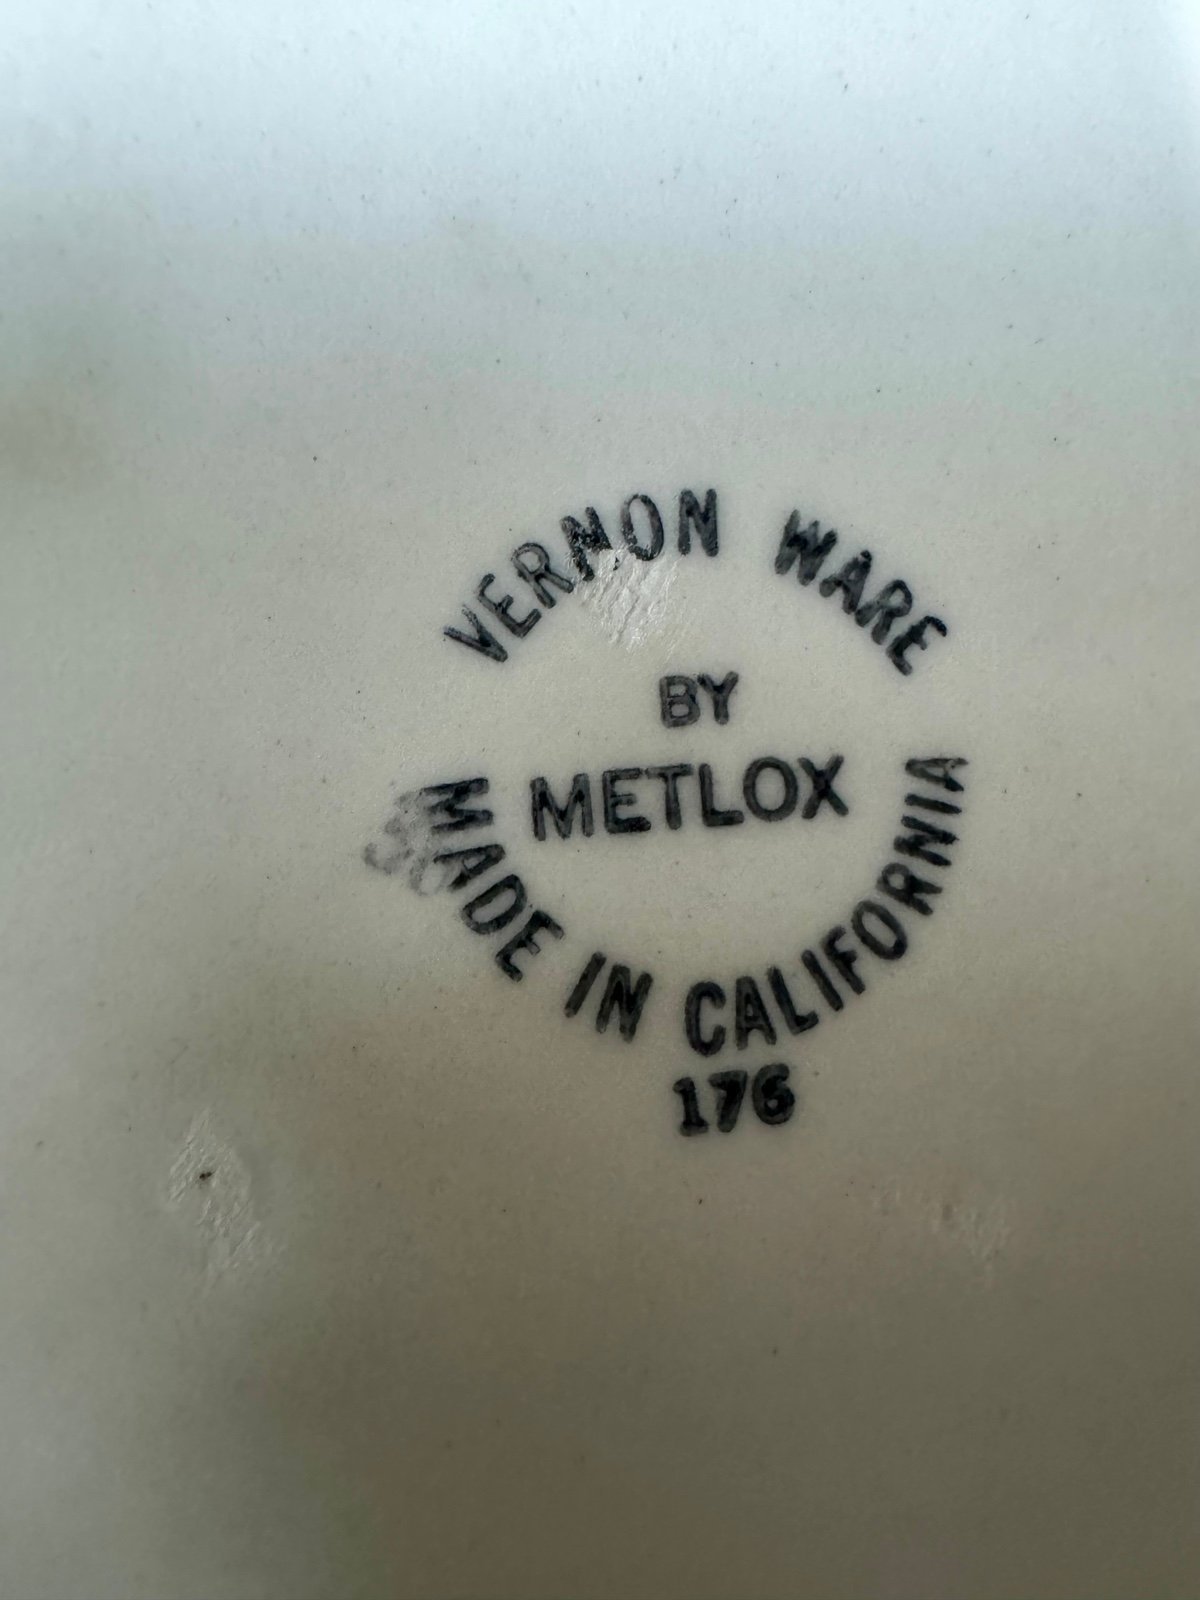 VERNON WARE
BY
METLOX
MADE IN CALIFORNIA
176